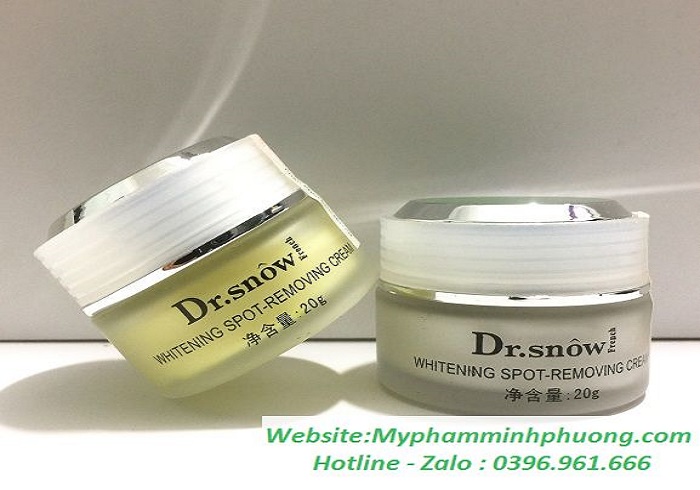 Dr.snôw
French
WHITENING SPOT-REMOVING CREAM
净含量:20g
Dr.snôw
French
WHITENING SPOT-REMOVING CREAM
净含量:20g
Website:Myphamminhphuong.com
Hotline - Zalo : 0396.961.666